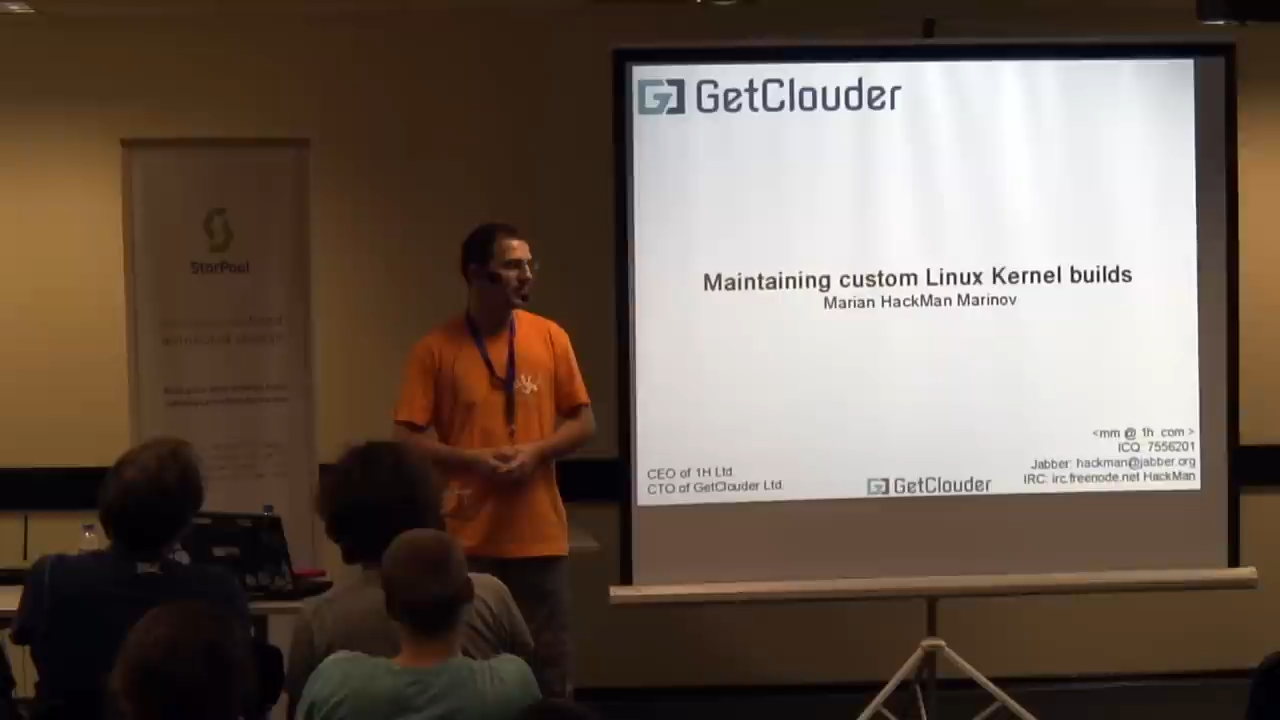 StorPool
GetClouder
Maintaining custom Linux Kernel builds
Marian HackMan Marinov
<mm @ 1h com >
ICQ: 7556201
Jabber: hackman@jabber.org
IRC: irc.freenode.net HackMan
CEO of 1H Ltd.
CTO of GetClouder Ltd.
GetClouder